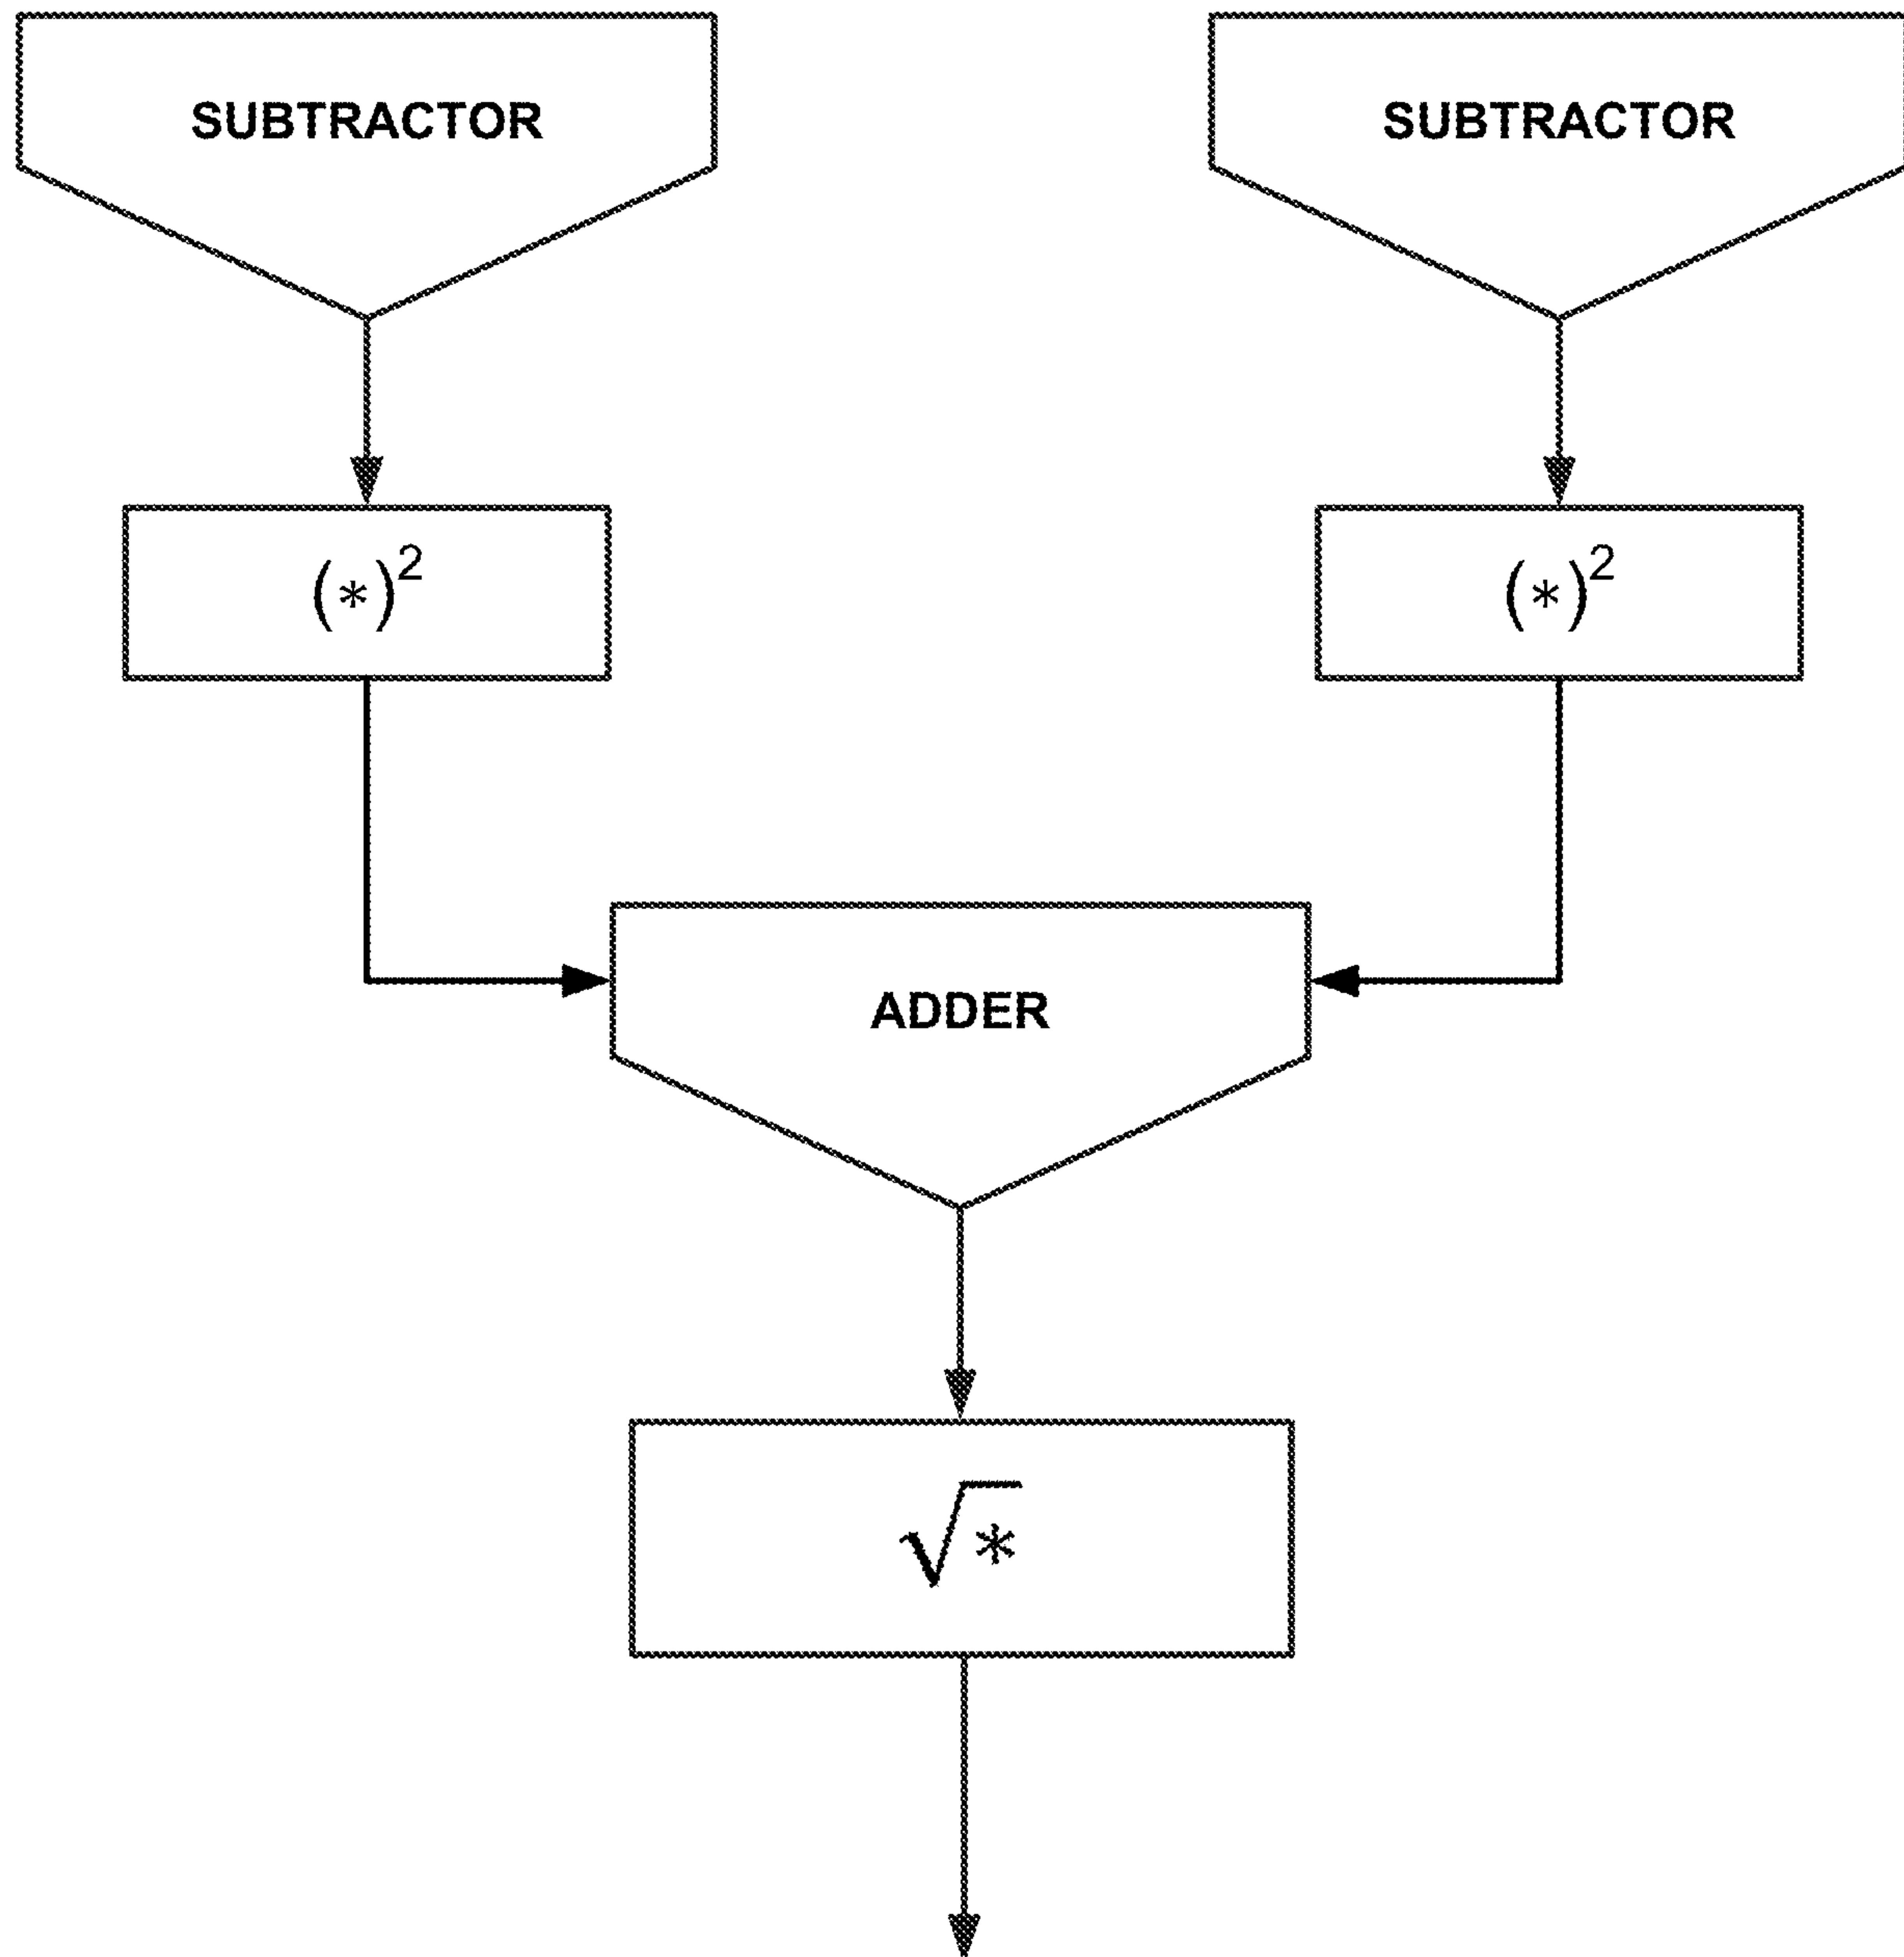 SUBTRACTOR SUBTRACTOR
(*)² (*)²
ADDER
√*